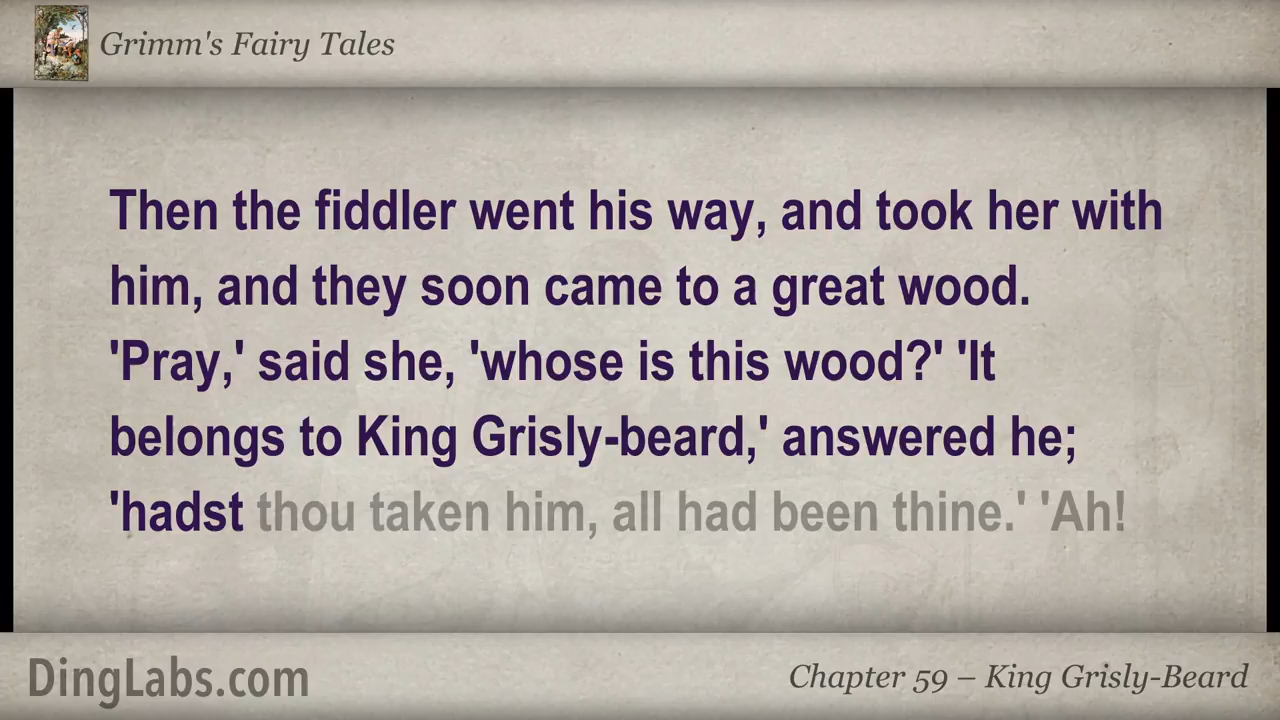 Grimm's Fairy Tales
Then the fiddler went his way, and took her with
him, and they soon came to a great wood.
'Pray,' said she, 'whose is this wood?' 'It
belongs to King Grisly-beard,' answered he;
'hadst thou taken him, all had been thine.' 'Ah!
DingLabs.com
Chapter 59 – King Grisly-Beard